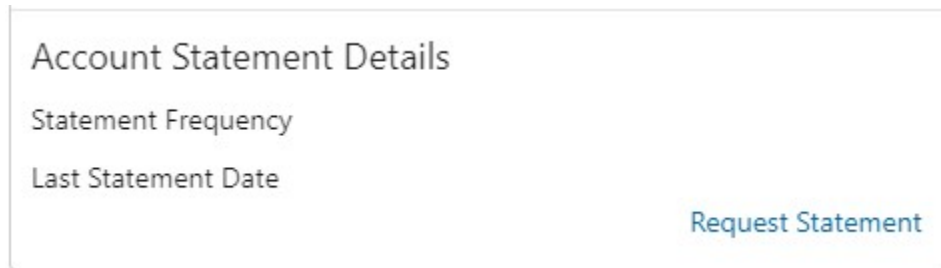 Account Statement Details
Statement Frequency
Last Statement Date
Request Statement